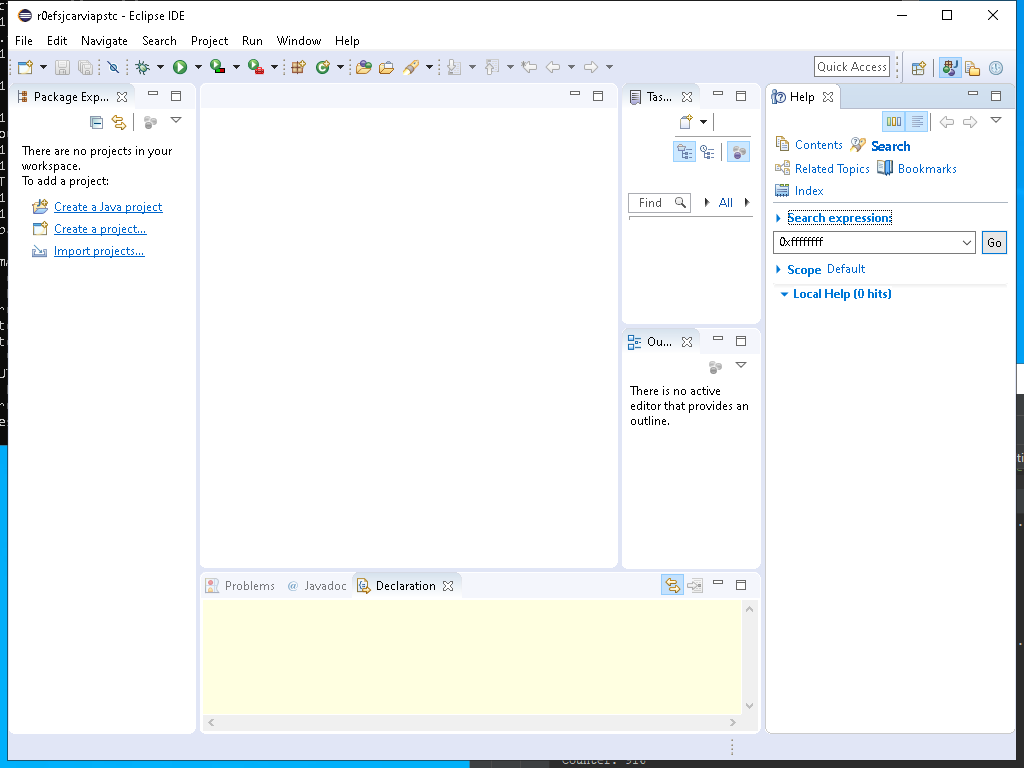 r0efsjcarviapstc - Eclipse IDE
File Edit Navigate Search Project Run Window Help
Quick Access
Package Exp...
There are no projects in your
workspace.
To add a project:
Create a Java project
Create a project...
Import projects...
Tas...
Find
All
Ou...
There is no active
editor that provides an
outline.
Help
Contents
Search
Related Topics
Bookmarks
Index
Search expression:
0xffffffff
Go
Scope Default
Local Help (0 hits)
Problems
@ Javadoc
Declaration